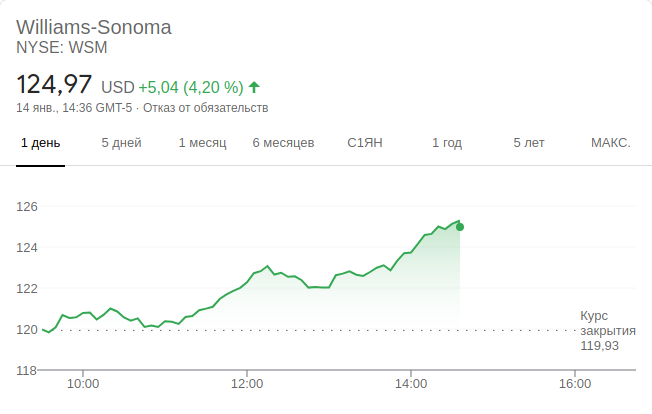 Williams-Sonoma
NYSE: WSM
124,97 USD +5,04 (4,20 %)
14 янв., 14:36 GMT-5 · Отказ от обязательств
1 день 5 дней 1 месяц 6 месяцев С1ЯН 1 год 5 лет МАКС.
126
124
122
120
118
Курс
закрытия
119,93
10:00 12:00 14:00 16:00